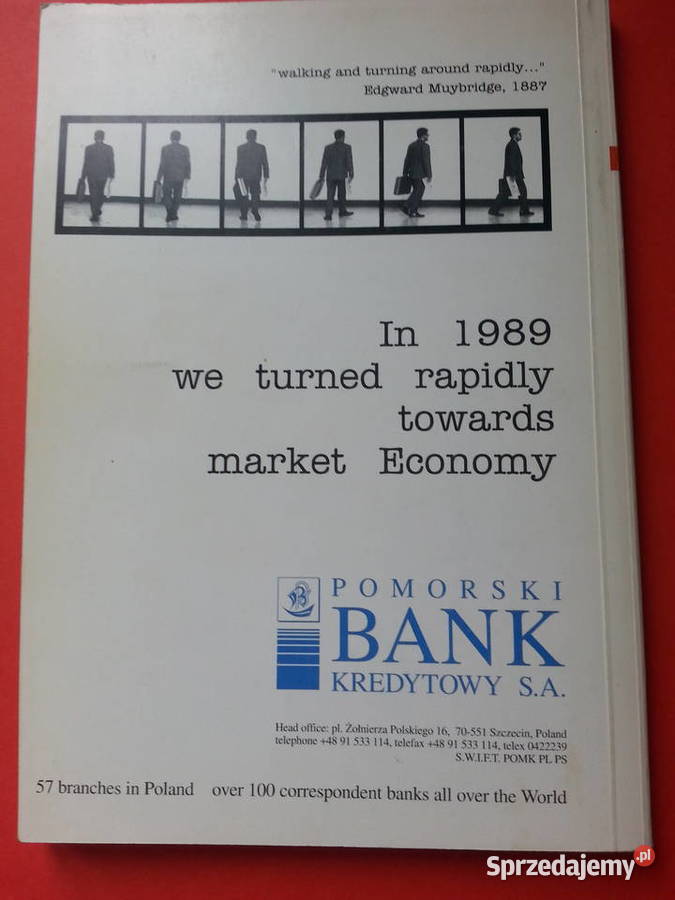 "walking and turning around rapidly..."
Edgward Muybridge, 1887
In 1989
we turned rapidly
towards
market Economy
POMORSKI
BANK
KREDYTOWY S.A.
Head office: pl. Żołnierza Polskiego 16, 70-551 Szczecin, Poland
telephone +48 91 533 114, telefax +48 91 533 114, telex 0422239
S.W.I.F.T. POMK PL PS
57 branches in Poland over 100 correspondent banks all over the World
Sprzedajemy.pl